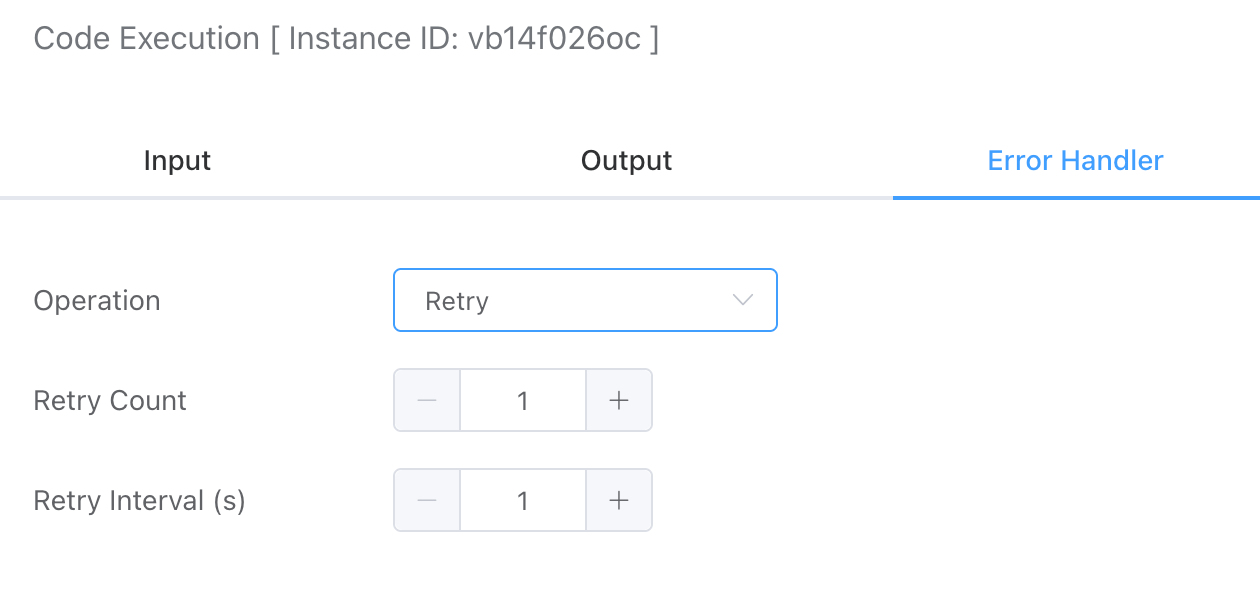 Code Execution [ Instance ID: vb14f026oc ]
Input Output Error Handler
Operation Retry
Retry Count 1
Retry Interval (s) 1